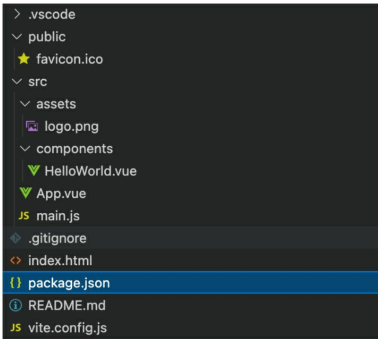 .vscode
public
favicon.ico
src
assets
logo.png
components
HelloWorld.vue
App.vue
JS main.js
.gitignore
<> index.html
{} package.json
README.md
JS vite.config.js